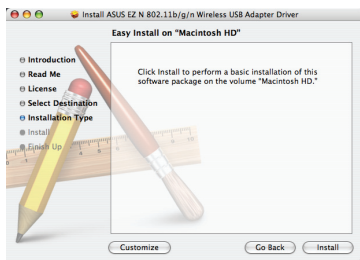 Install ASUS EZ N 802.11b/g/n Wireless USB Adapter Driver
Easy Install on "Macintosh HD"
Introduction
Read Me
License
Select Destination
Installation Type
Install
Finish Up
Click Install to perform a basic installation of this
software package on the volume "Macintosh HD."
Customize
Go Back
Install